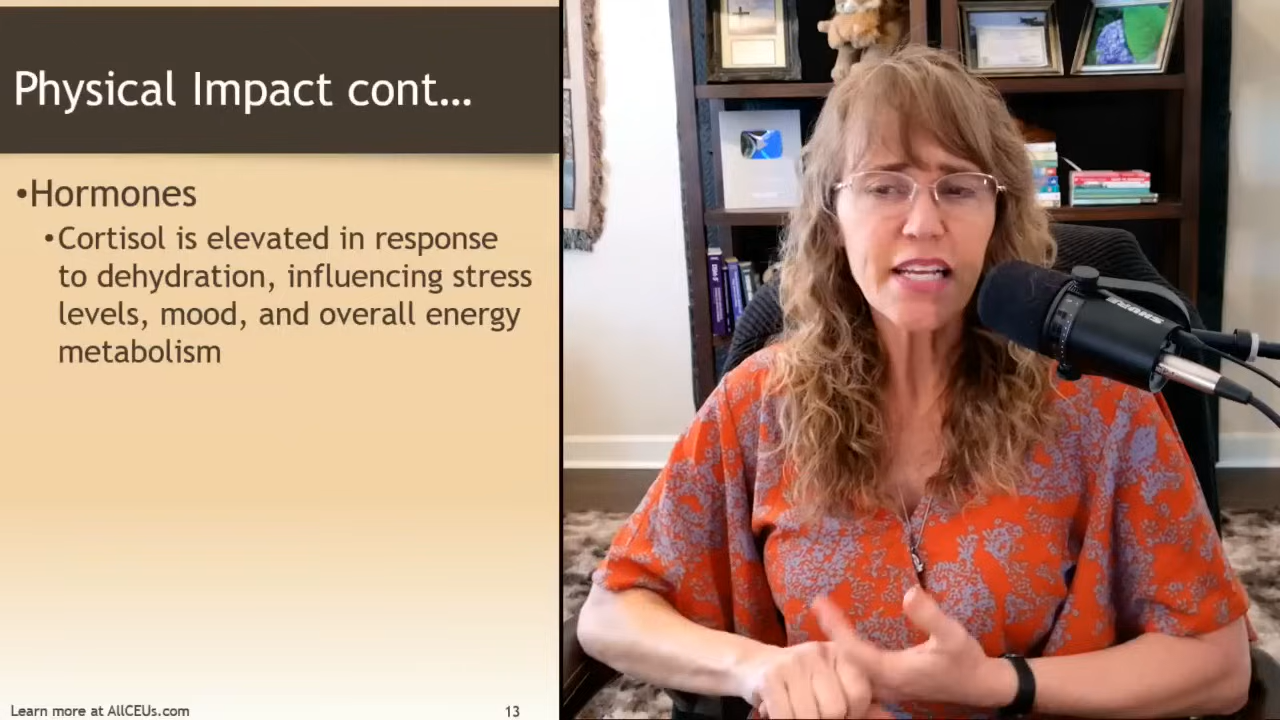 Physical Impact cont…
•Hormones
•Cortisol is elevated in response
to dehydration, influencing stress
levels, mood, and overall energy
metabolism
Learn more at AllCEUs.com
13
SHURE